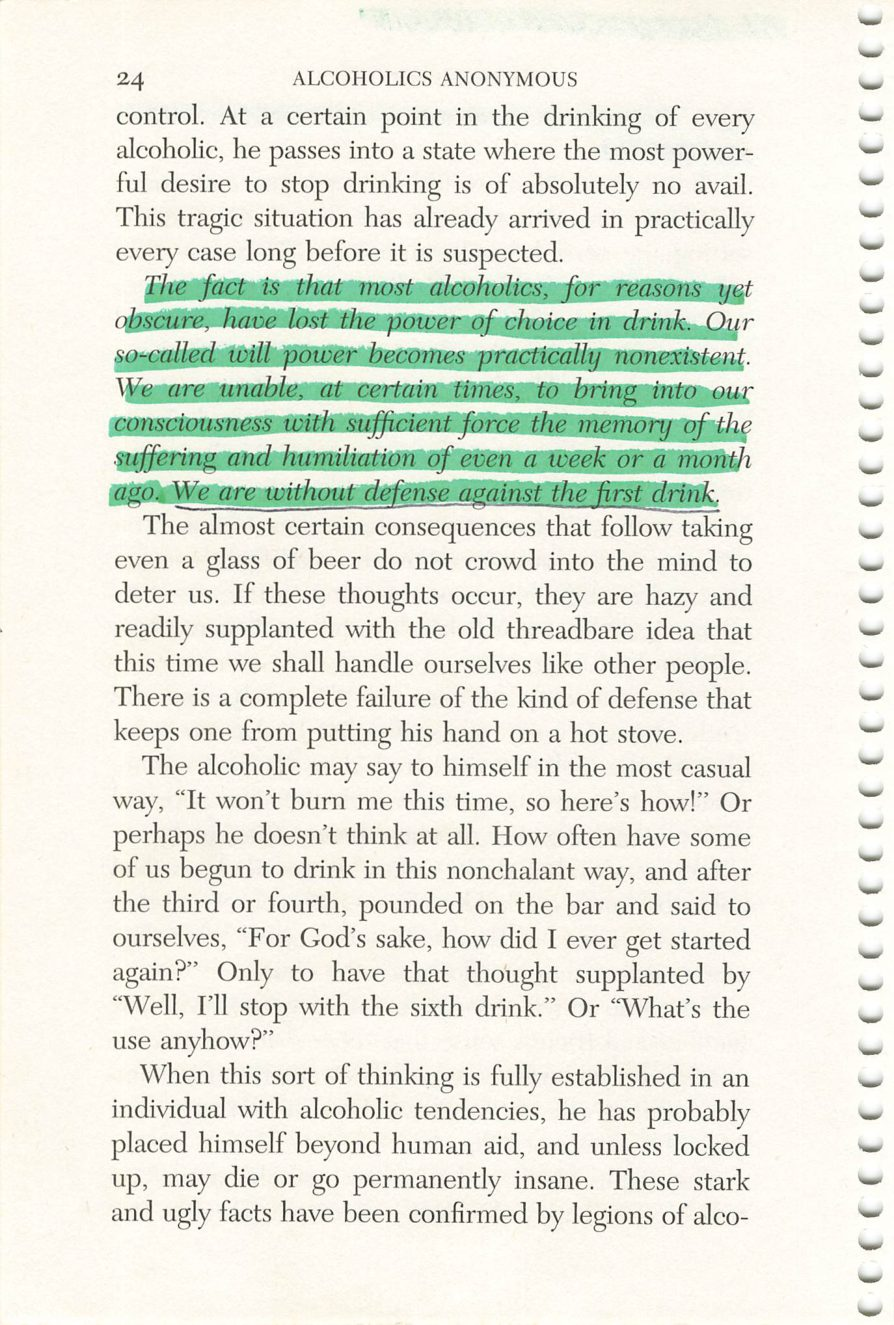 24 ALCOHOLICS ANONYMOUS
control. At a certain point in the drinking of every
alcoholic, he passes into a state where the most power-
ful desire to stop drinking is of absolutely no avail.
This tragic situation has already arrived in practically
every case long before it is suspected.
The fact is that most alcoholics, for reasons yet
obscure, have lost the power of choice in drink. Our
so-called will power becomes practically nonexistent.
We are unable, at certain times, to bring into our
consciousness with sufficient force the memory of the
suffering and humiliation of even a week or a month
ago. We are without defense against the first drink.
The almost certain consequences that follow taking
even a glass of beer do not crowd into the mind to
deter us. If these thoughts occur, they are hazy and
readily supplanted with the old threadbare idea that
this time we shall handle ourselves like other people.
There is a complete failure of the kind of defense that
keeps one from putting his hand on a hot stove.
The alcoholic may say to himself in the most casual
way, “It won’t burn me this time, so here’s how!” Or
perhaps he doesn’t think at all. How often have some
of us begun to drink in this nonchalant way, and after
the third or fourth, pounded on the bar and said to
ourselves, “For God’s sake, how did I ever get started
again?” Only to have that thought supplanted by
“Well, I’ll stop with the sixth drink.” Or “What’s the
use anyhow?”
When this sort of thinking is fully established in an
individual with alcoholic tendencies, he has probably
placed himself beyond human aid, and unless locked
up, may die or go permanently insane. These stark
and ugly facts have been confirmed by legions of alco-